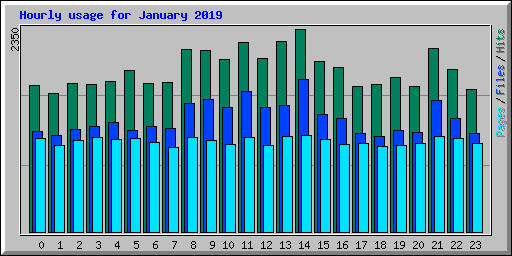 Hourly usage for January 2019
2350
Pages/Files/Hits
0 1 2 3 4 5 6 7 8 9 10 11 12 13 14 15 16 17 18 19 20 21 22 23